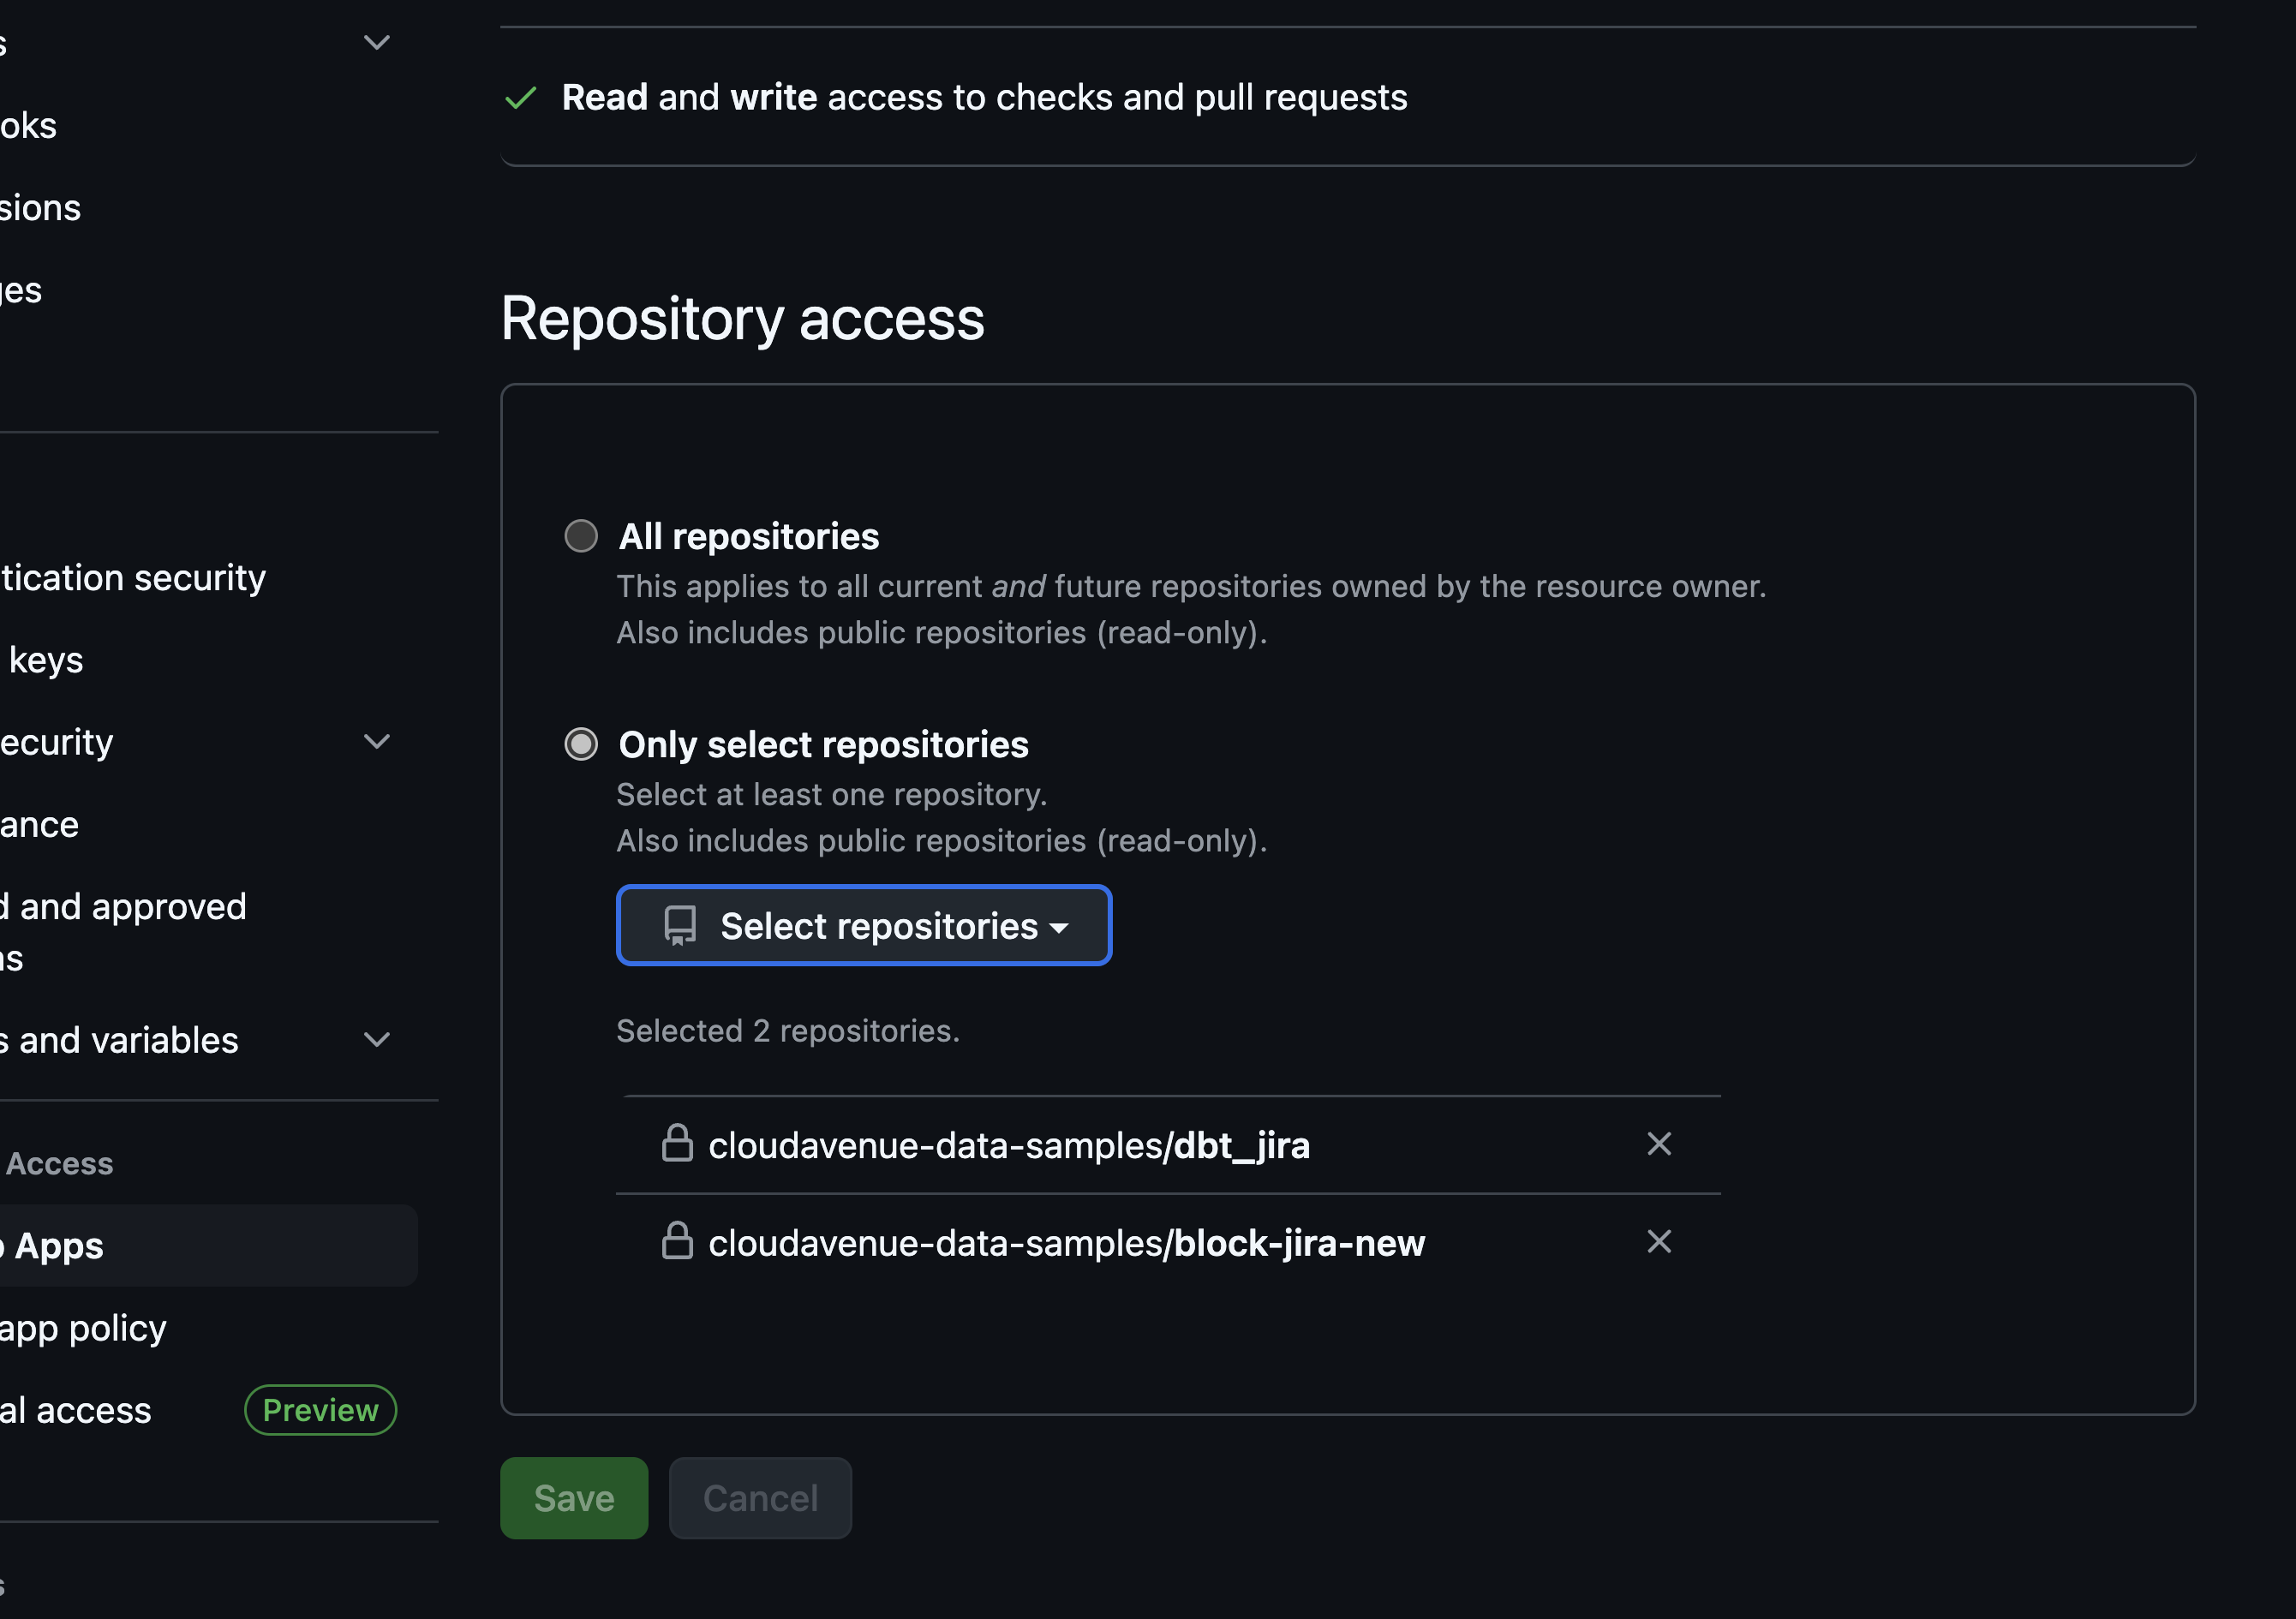 s
oks
sions
ges
tication security
keys
ecurity
ance
d and approved
ns
s and variables
Access
Apps
app policy
al access
Preview
s
Read and write access to checks and pull requests
Repository access
All repositories
This applies to all current and future repositories owned by the resource owner.
Also includes public repositories (read-only).
Only select repositories
Select at least one repository.
Also includes public repositories (read-only).
Select repositories
Selected 2 repositories.
cloudavenue-data-samples/dbt_jira
cloudavenue-data-samples/block-jira-new
Save
Cancel